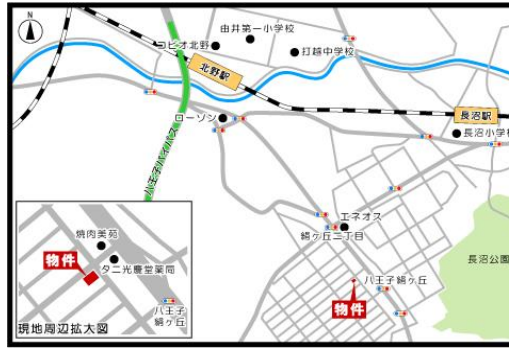 N
由井第一小学校
コピオ北野
打越中学校
北野駅
ローソン
長沼駅
長沼小学校
八王子バイパス
エネオス
絹ヶ丘二丁目
長沼公園
八王子絹ヶ丘
物件
焼肉美苑
物件
タニ光慶堂薬局
八王子
絹ヶ丘
現地周辺拡大図